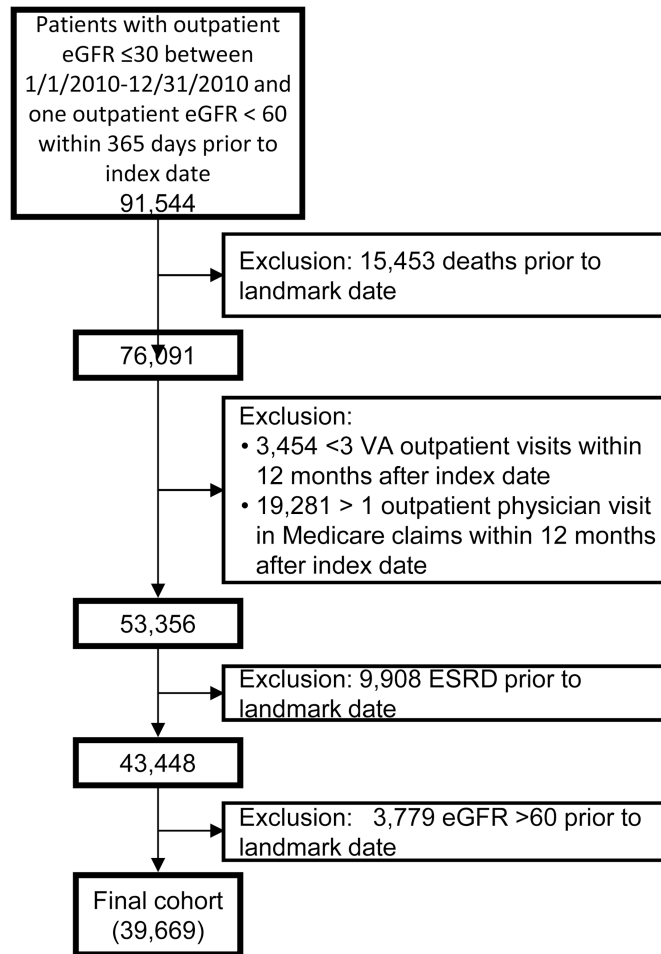 Patients with outpatient
eGFR ≤30 between
1/1/2010-12/31/2010 and
one outpatient eGFR < 60
within 365 days prior to
index date
91,544
Exclusion: 15,453 deaths prior to
landmark date
76,091
Exclusion:
• 3,454 <3 VA outpatient visits within
12 months after index date
• 19,281 > 1 outpatient physician visit
in Medicare claims within 12 months
after index date
53,356
Exclusion: 9,908 ESRD prior to
landmark date
43,448
Exclusion: 3,779 eGFR >60 prior to
landmark date
Final cohort
(39,669)